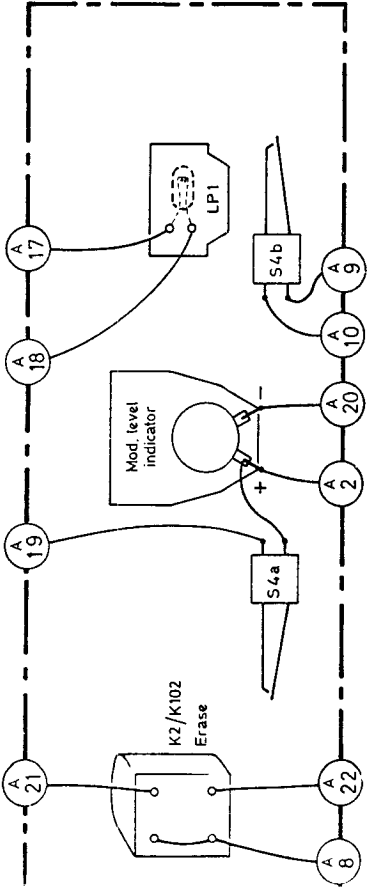 A
21
A
19
A
18
A
17
K2/K102
Erase
S4a
Mod. level
indicator
+
−
LP1
S4b
A
8
A
22
A
2
A
20
A
10
A
9